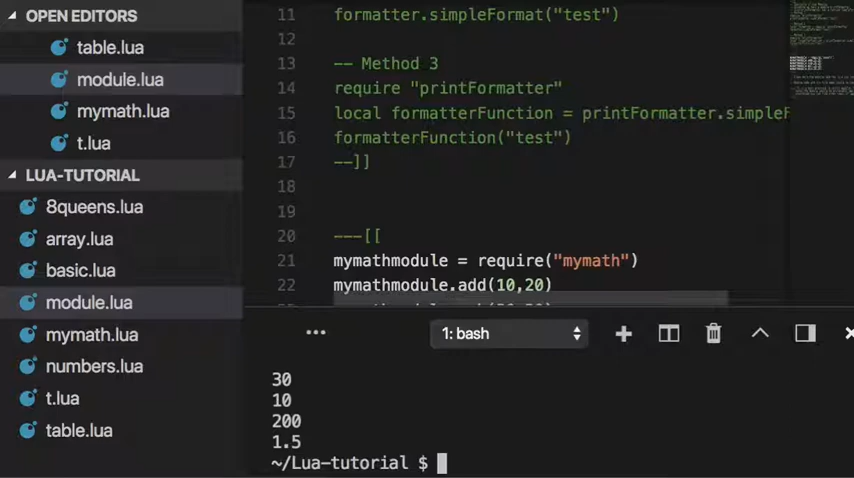 OPEN EDITORS
table.lua
module.lua
mymath.lua
t.lua
LUA-TUTORIAL
8queens.lua
array.lua
basic.lua
module.lua
mymath.lua
numbers.lua
t.lua
table.lua
11 formatter.simpleFormat("test")
12
13 -- Method 3
14 require "printFormatter"
15 local formatterFunction = printFormatter.simpleF
16 formatterFunction("test")
17 --]]
18
19
20 ---[[
21 mymathmodule = require("mymath")
22 mymathmodule.add(10,20)
1: bash
30
10
200
1.5
~/Lua-tutorial $